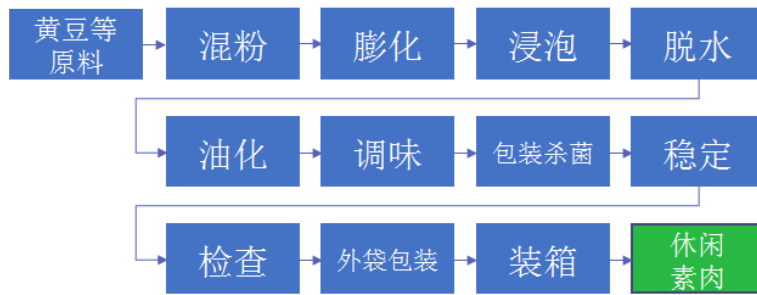 黄豆等
原料
混粉
膨化
浸泡
脱水
油化
调味
包装杀菌
稳定
检查
外袋包装
装箱
休闲
素肉